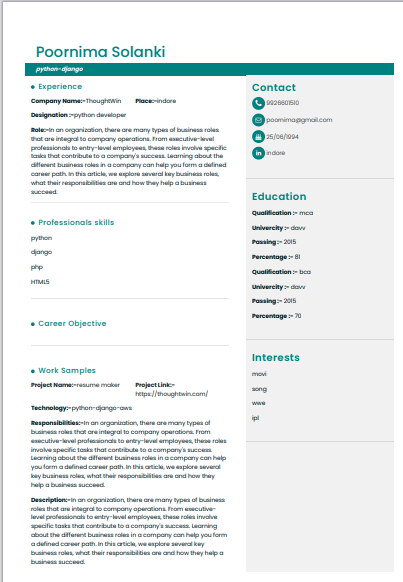 Poornima Solanki
python-django
Experience
Company Name:-ThoughtWin Place:-indore
Designation :-python developer
Role:-In an organization, there are many types of business roles
that are integral to company operations. From executive-level
professionals to entry-level employees, these roles involve specific
tasks that contribute to a company's success. Learning about the
different business roles in a company can help you form a defined
career path. In this article, we explore several key business roles,
what their responsibilities are and how they help a business
succeed.
Professionals skills
python
django
php
HTML5
Career Objective
Work Samples
Project Name:-resume maker Project Link:-
https://thoughtwin.com/
Technology:-python-django-aws
Responsibilities:-In an organization, there are many types of
business roles that are integral to company operations. From
executive-level professionals to entry-level employees, these roles
involve specific tasks that contribute to a company's success.
Learning about the different business roles in a company can help
you form a defined career path. In this article, we explore several
key business roles, what their responsibilities are and how they
help a business succeed.
Description:-In an organization, there are many types of business
roles that are integral to company operations. From executive-
level professionals to entry-level employees, these roles involve
specific tasks that contribute to a company's success. Learning
about the different business roles in a company can help you form
a defined career path. In this article, we explore several key
business roles, what their responsibilities are and how they help a
business succeed.
Contact
9926601510
poornima@gmail.com
25/06/1994
indore
Education
Qualification :- mca
Univercity :- davv
Passing :- 2015
Percentage :- 81
Qualification :- bca
Univercity :- davv
Passing :- 2015
Percentage :- 70
Interests
movi
song
wwe
ipl